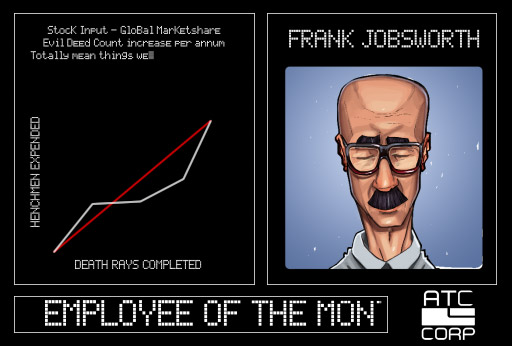 StocK Input - GloBal MarKetshare
Evil Deed Count increase per annum
Totally mean things well
HENCHMEN EXPENDED
DEATH RAYS COMPLETED
FRANK JOBSWORTH
EMPLOYEE OF THE MON
ATC
CORP